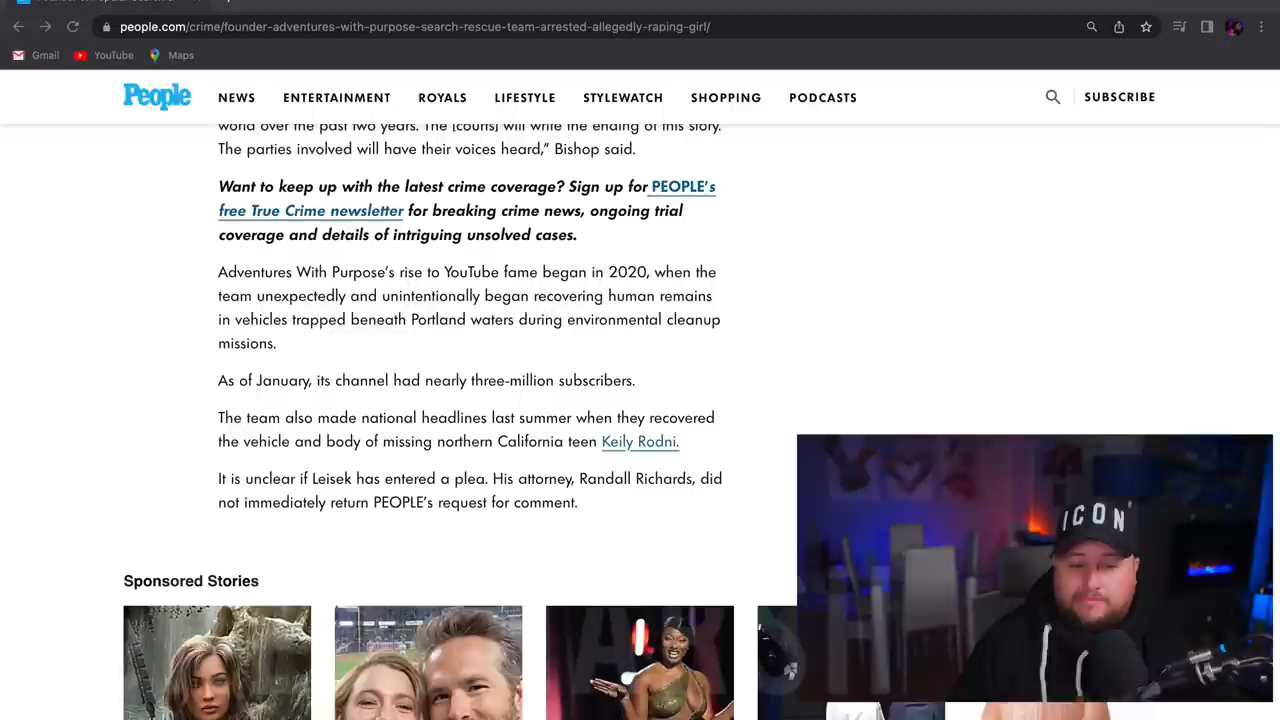 people.com/crime/founder-adventures-with-purpose-search-rescue-team-arrested-allegedly-raping-girl/
Gmail YouTube Maps
People NEWS ENTERTAINMENT ROYALS LIFESTYLE STYLEWATCH SHOPPING PODCASTS SUBSCRIBE
world over the past two years. The [courts] will write the ending of this story.
The parties involved will have their voices heard,” Bishop said.
Want to keep up with the latest crime coverage? Sign up for PEOPLE’s
free True Crime newsletter for breaking crime news, ongoing trial
coverage and details of intriguing unsolved cases.
Adventures With Purpose’s rise to YouTube fame began in 2020, when the
team unexpectedly and unintentionally began recovering human remains
in vehicles trapped beneath Portland waters during environmental cleanup
missions.
As of January, its channel had nearly three-million subscribers.
The team also made national headlines last summer when they recovered
the vehicle and body of missing northern California teen Keily Rodni.
It is unclear if Leisek has entered a plea. His attorney, Randall Richards, did
not immediately return PEOPLE’s request for comment.
ICON
Sponsored Stories